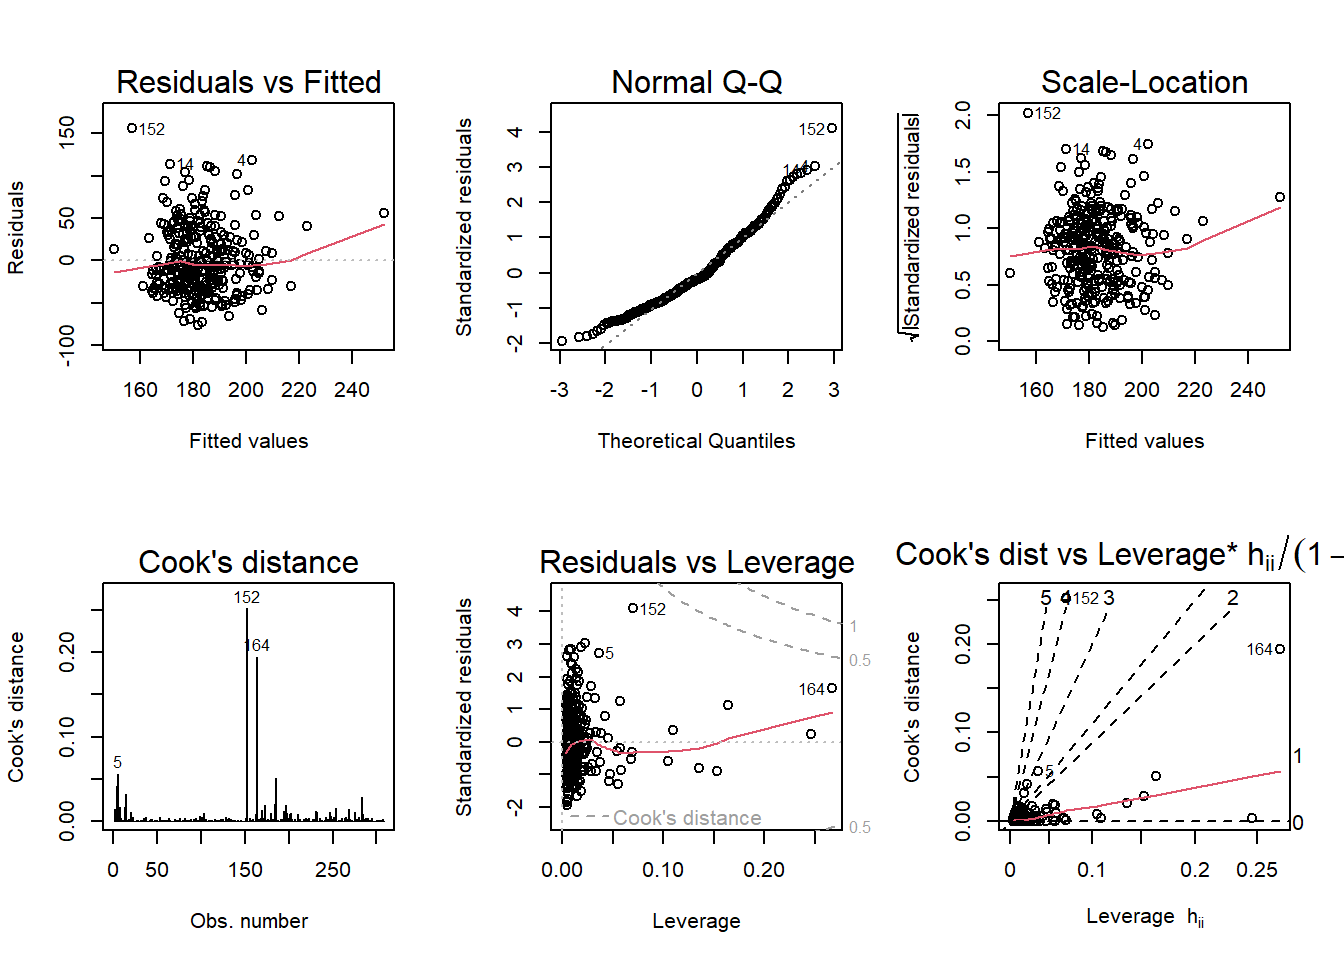 Residuals vs Fitted
Residuals
-100 0 50 150
152
14
4
160 180 200 220 240
Fitted values
Normal Q-Q
Standardized residuals
-2 -1 0 1 2 3 4
152
14
4
-3 -2 -1 0 1 2 3
Theoretical Quantiles
Scale-Location
√|Standardized residuals|
0.0 0.5 1.0 1.5 2.0
152
14
4
160 180 200 220 240
Fitted values
Cook's distance
Cook's distance
0.00 0.10 0.20
152
164
5
0 50 150 250
Obs. number
Residuals vs Leverage
Standardized residuals
-2 -1 0 1 2 3 4
152
5
164
1
0.5
0.5
Cook's distance
0.00 0.10 0.20
Leverage
Cook's dist vs Leverage* hii/(1 −
Cook's distance
0.00 0.10 0.20
5 4 152 3 2
164
5
1
0
0 0.1 0.2 0.25
Leverage hii